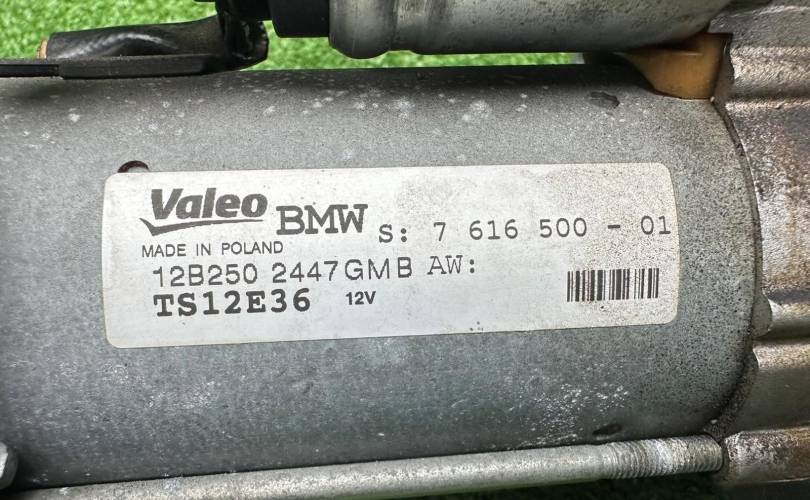 Valeo BMW S: 7 616 500 - 01
MADE IN POLAND
12B250 2447GMB AW:
TS12E36 12V